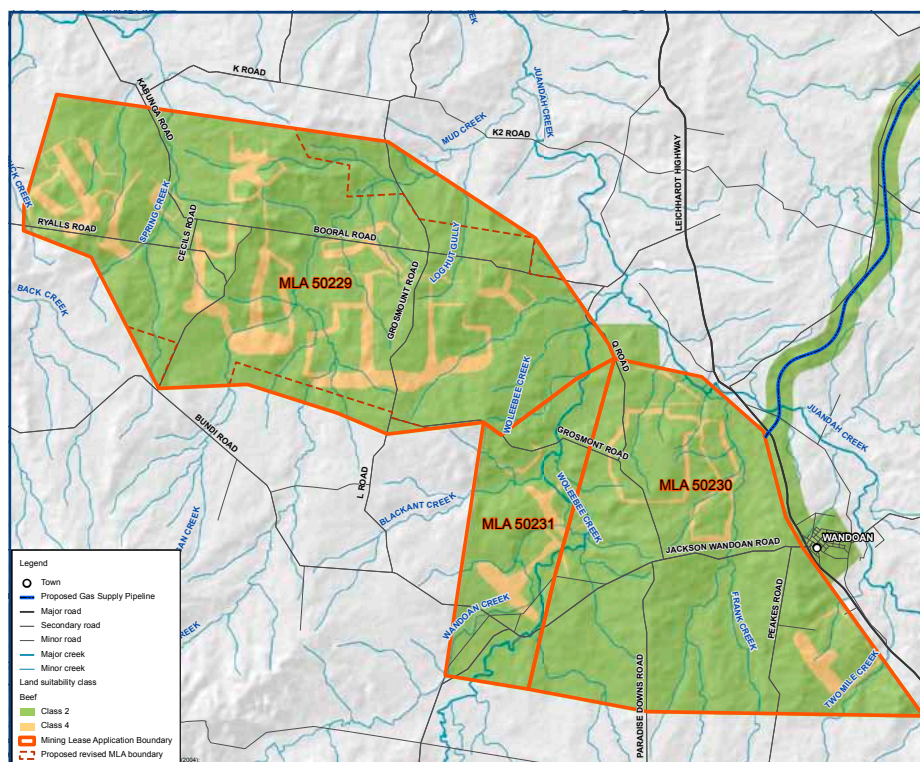 K ROAD
KABUNGA ROAD
MUD CREEK
K2 ROAD
JUANDAH CREEK
LEICHHARDT HIGHWAY
CREEK
RYALLS ROAD
SPRING CREEK
CECILS ROAD
BOORAL ROAD
LOG HUT GULLY
GROSMOUNT ROAD
MLA 50229
BACK CREEK
Q ROAD
WOLEEBEE CREEK
BUNDI ROAD
L ROAD
GROSMONT ROAD
JUANDAH CREEK
MLA 50230
BLACKANT CREEK
MLA 50231
WOLEEBEE CREEK
JACKSON WANDOAN ROAD
WANDOAN
WANDOAN CREEK
FRANK CREEK
PEAKES ROAD
PARADISE DOWNS ROAD
TWO MILE CREEK
Legend
Town
Proposed Gas Supply Pipeline
Major road
Secondary road
Minor road
Major creek
Minor creek
Land suitability class
Beef
Class 2
Class 4
Mining Lease Application Boundary
Proposed revised MLA boundary
(2004):